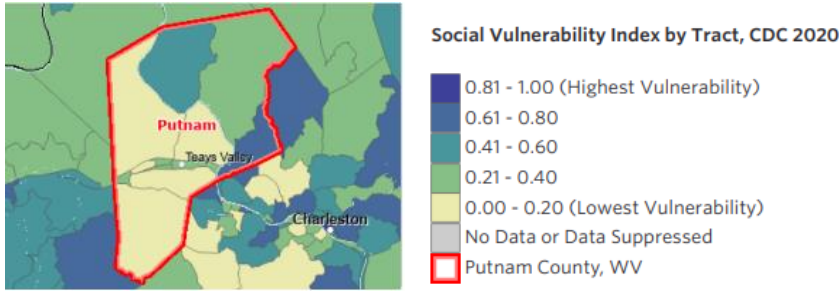 Social Vulnerability Index by Tract, CDC 2020
0.81 - 1.00 (Highest Vulnerability)
0.61 - 0.80
0.41 - 0.60
0.21 - 0.40
0.00 - 0.20 (Lowest Vulnerability)
No Data or Data Suppressed
Putnam County, WV
Putnam
Teays Valley
Charleston